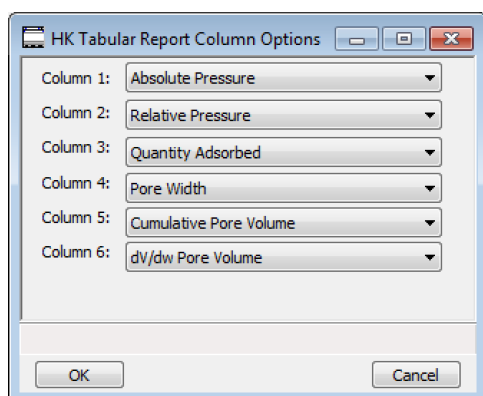 HK Tabular Report Column Options
Column 1: Absolute Pressure
Column 2: Relative Pressure
Column 3: Quantity Adsorbed
Column 4: Pore Width
Column 5: Cumulative Pore Volume
Column 6: dV/dw Pore Volume
OK Cancel